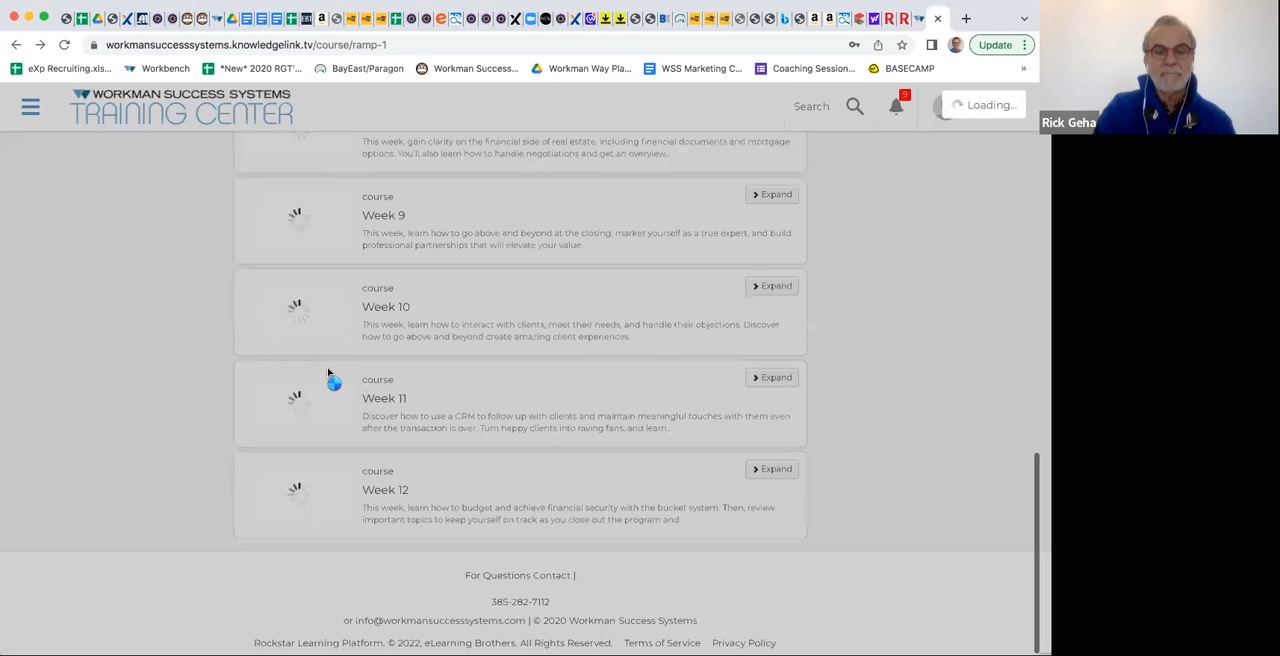 Update
workmansuccesssystems.knowledgelink.tv/course/ramp-1
eXp Recruiting.xls...
Workbench
*New* 2020 RGT'...
BayEast/Paragon
Workman Success...
Workman Way Pla...
WSS Marketing C...
Coaching Session...
BASECAMP
»
WORKMAN SUCCESS SYSTEMS
TRAINING CENTER
Search
9
Loading...
Rick Geha
This week, gain clarity on the financial side of real estate, including financial documents and mortgage
options. You'll also learn how to handle negotiations and get an overview...
course
Expand
Week 9
This week, learn how to go above and beyond at the closing, market yourself as a true expert, and build
professional partnerships that will elevate your value.
course
Expand
Week 10
This week, learn how to interact with clients, meet their needs, and handle their objections. Discover
how to go above and beyond create amazing client experiences.
course
Expand
Week 11
Discover how to use a CRM to follow up with clients and maintain meaningful touches with them even
after the transaction is over. Turn happy clients into raving fans, and learn...
course
Expand
Week 12
This week, learn how to budget and achieve financial security with the bucket system. Then, review
important topics to keep yourself on track as you close out the program and.
For Questions Contact |
385-282-7112
or info@workmansuccesssystems.com | © 2020 Workman Success Systems
Rockstar Learning Platform. © 2022, eLearning Brothers. All Rights Reserved. Terms of Service Privacy Policy